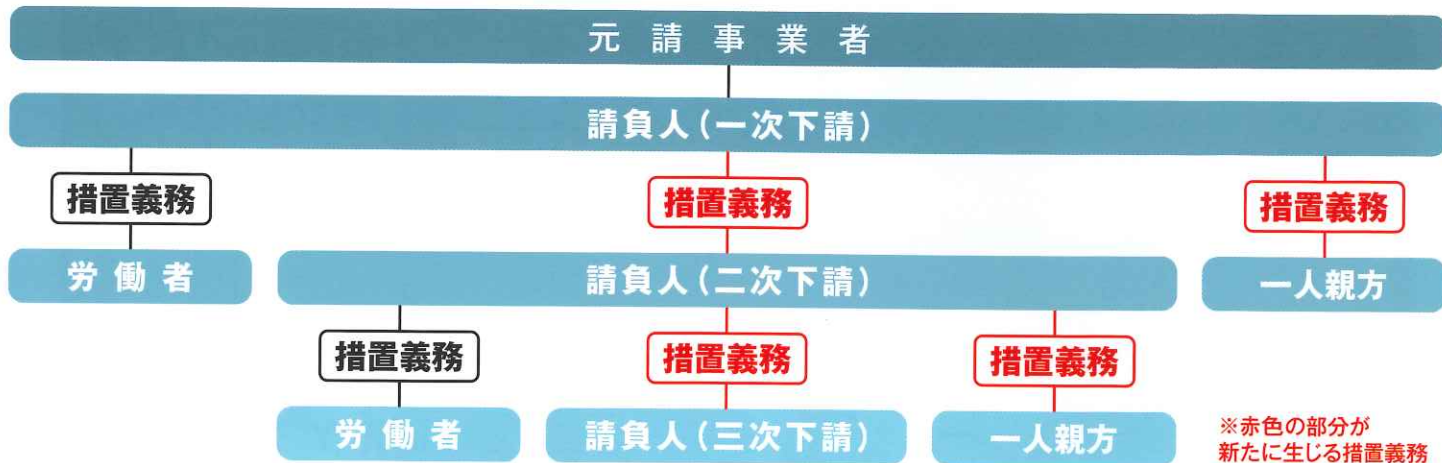 元請事業者
請負人(一次下請)
措置義務
措置義務
措置義務
労働者
請負人(二次下請)
一人親方
措置義務
措置義務
措置義務
労働者
請負人(三次下請)
一人親方
※赤色の部分が
新たに生じる措置義務